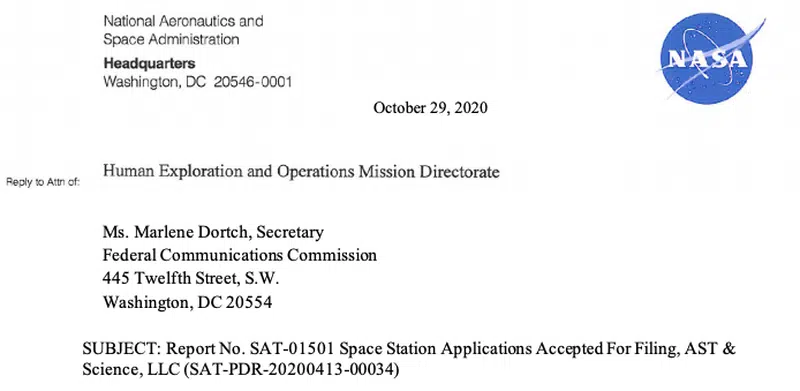 National Aeronautics and
Space Administration
Headquarters
Washington, DC 20546-0001
NASA
October 29, 2020
Human Exploration and Operations Mission Directorate
Reply to Attn of:
Ms. Marlene Dortch, Secretary
Federal Communications Commission
445 Twelfth Street, S.W.
Washington, DC 20554
SUBJECT: Report No. SAT-01501 Space Station Applications Accepted For Filing, AST &
Science, LLC (SAT-PDR-20200413-00034)